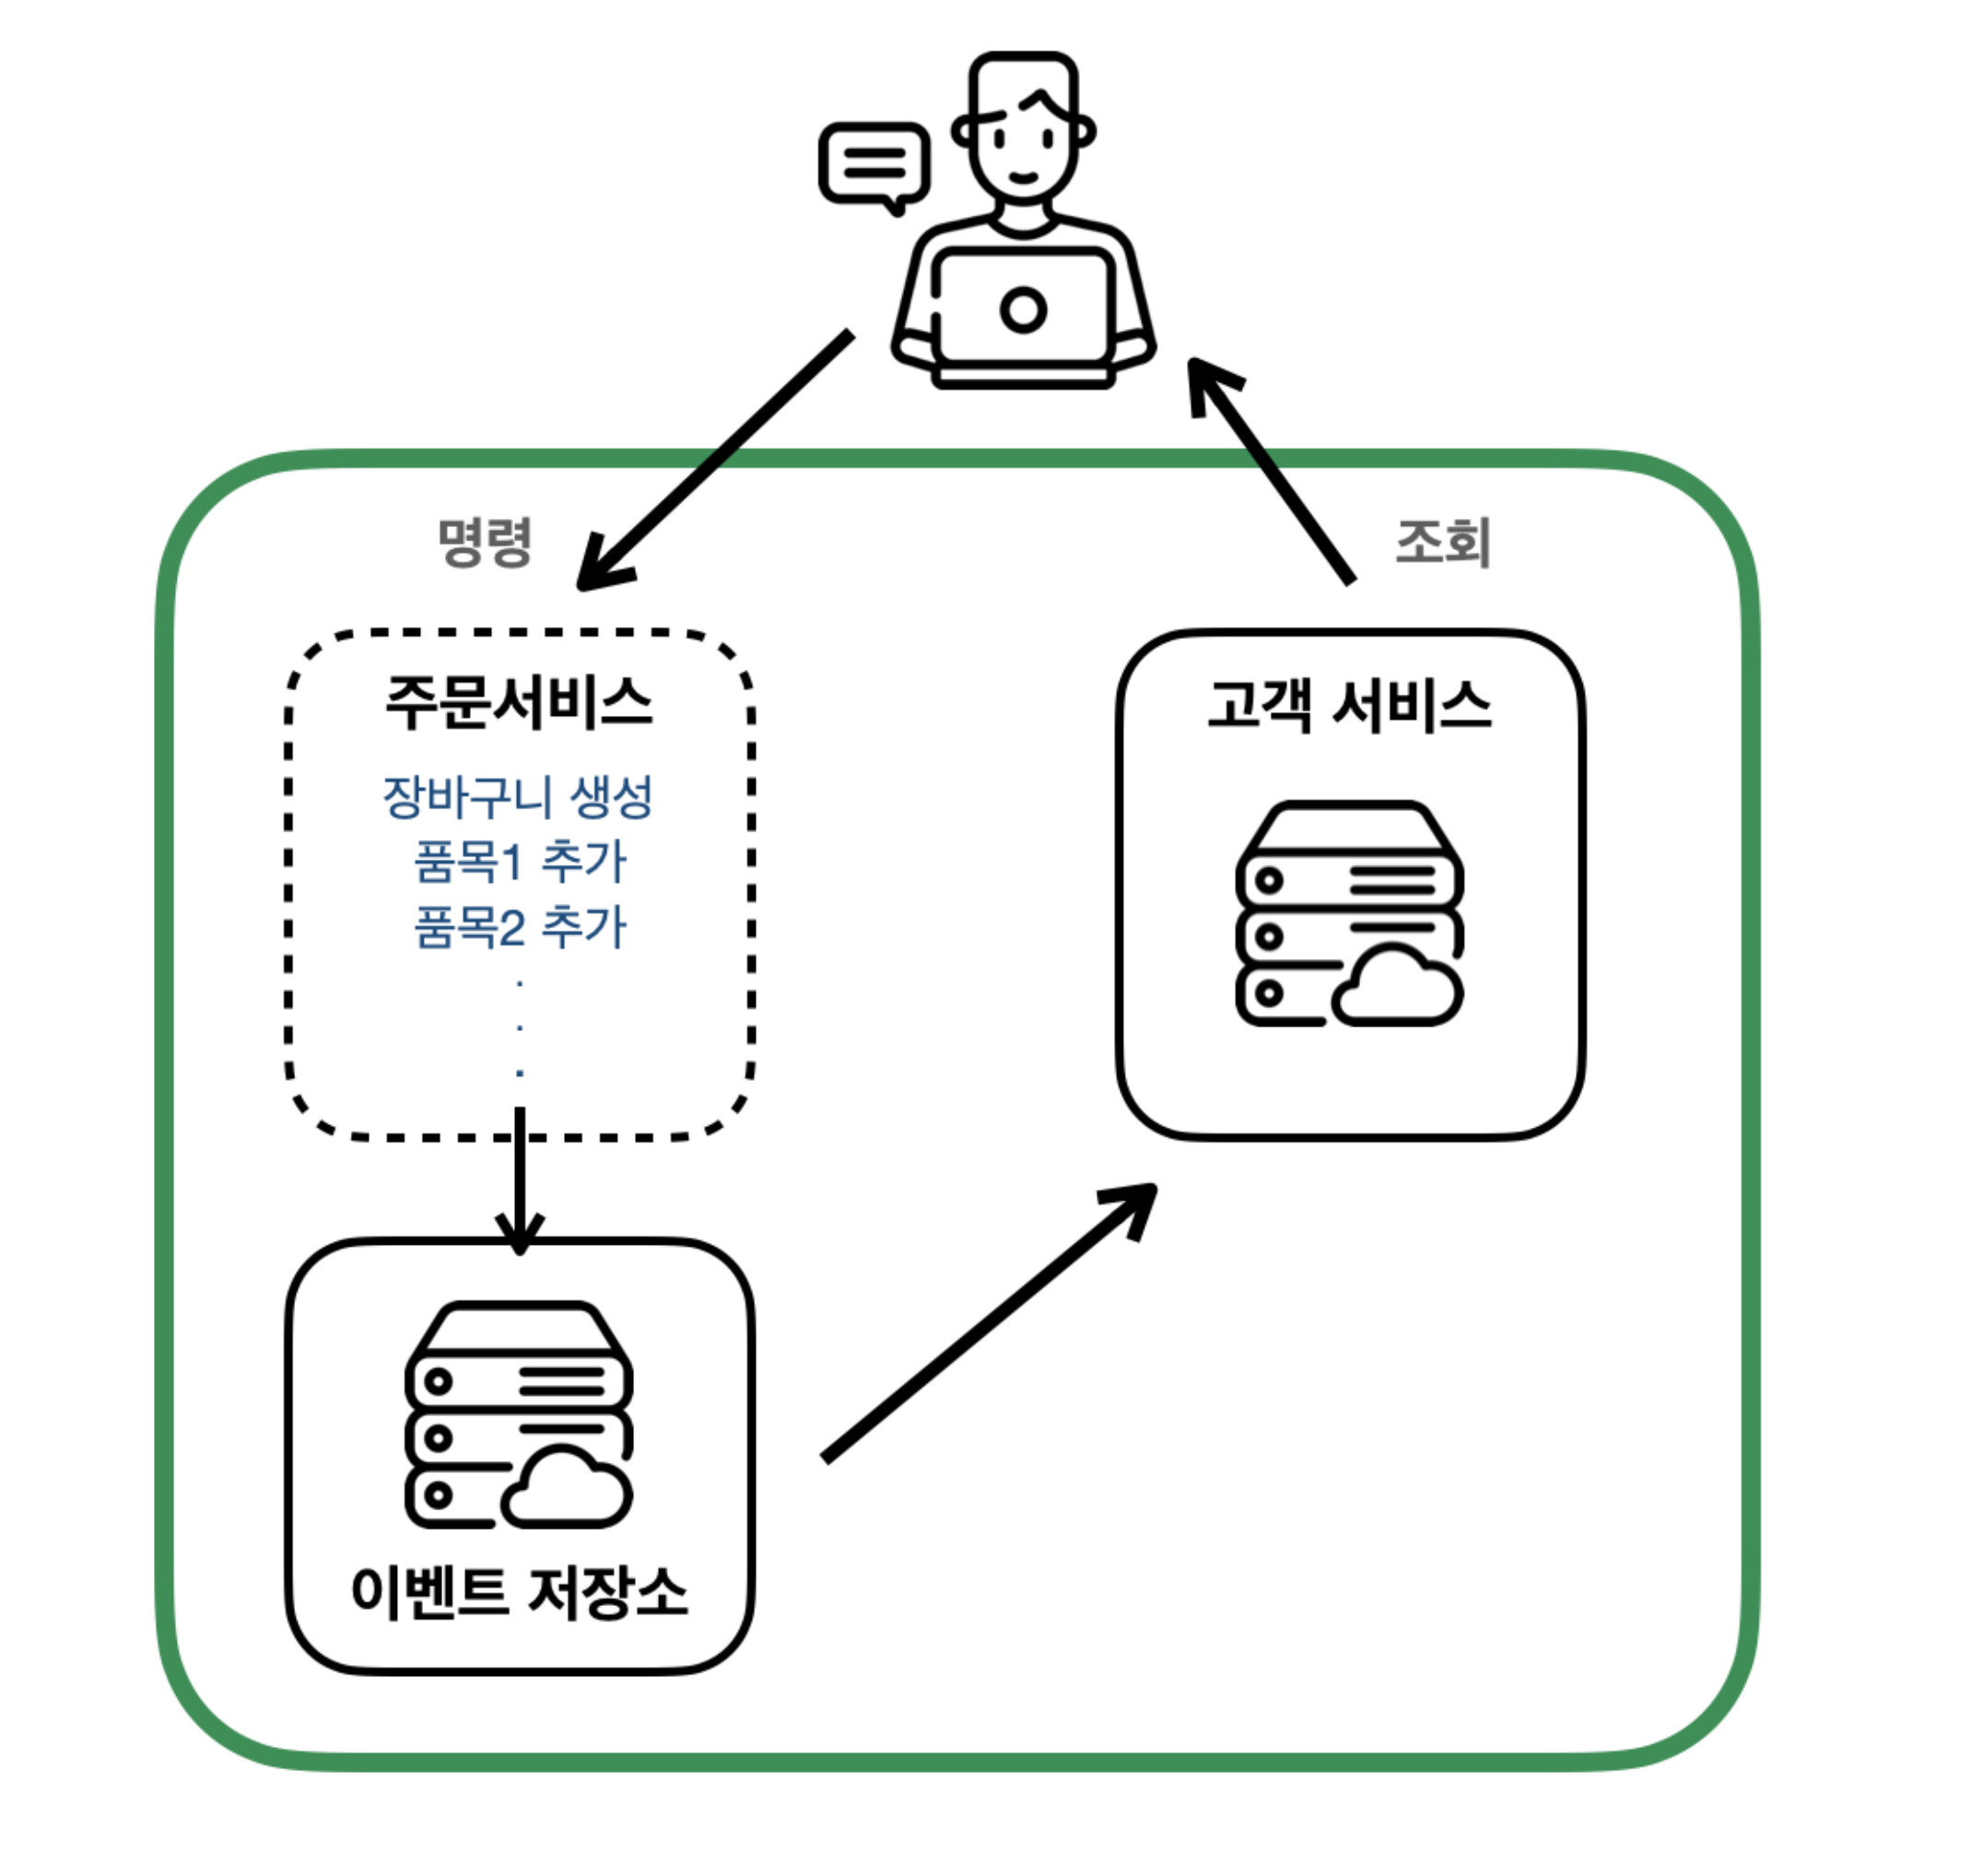 명령
조회
주문서비스
장바구니 생성
품목1 추가
품목2 추가
.
.
.
고객 서비스
이벤트 저장소